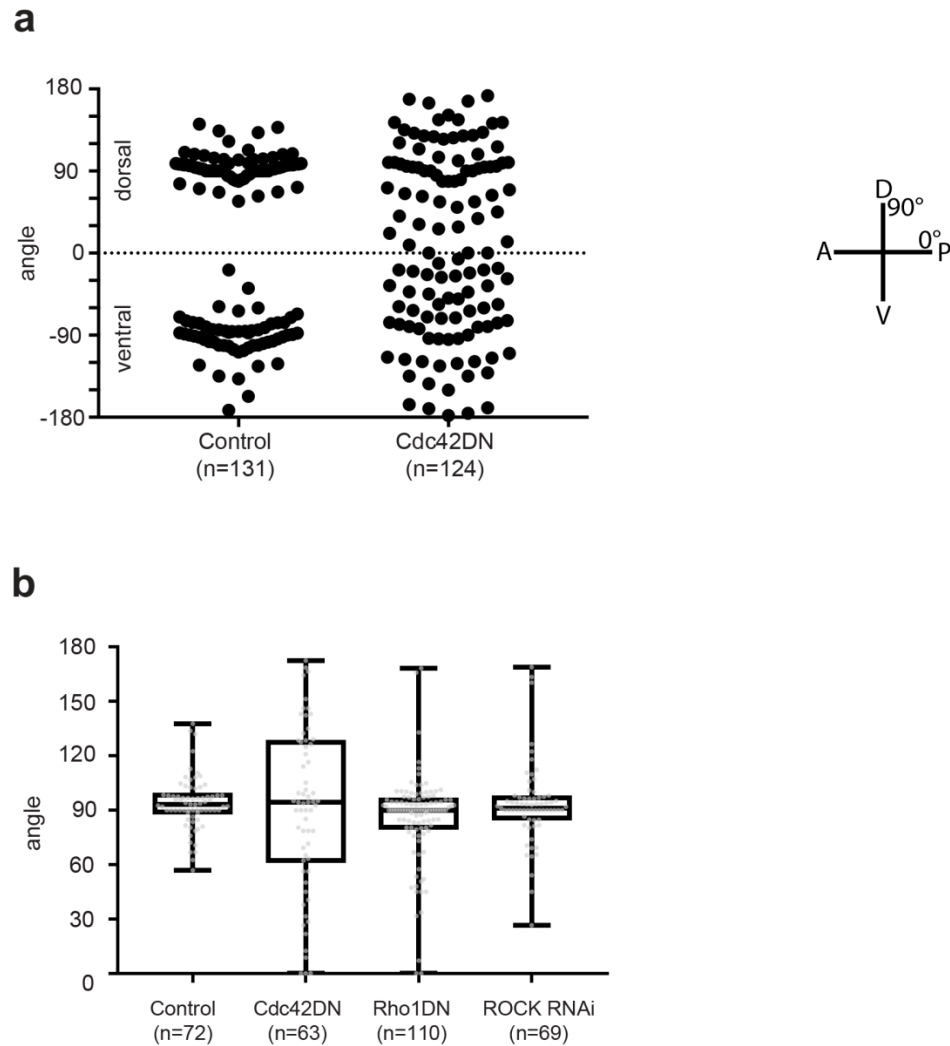 a
180
90
0
-90
-180
angle
dorsal
ventral
Control
(n=131)
Cdc42DN
(n=124)
D
90°
0°
A
P
V
b
180
150
120
90
60
30
0
angle
Control
(n=72)
Cdc42DN
(n=63)
Rho1DN
(n=110)
ROCK RNAi
(n=69)